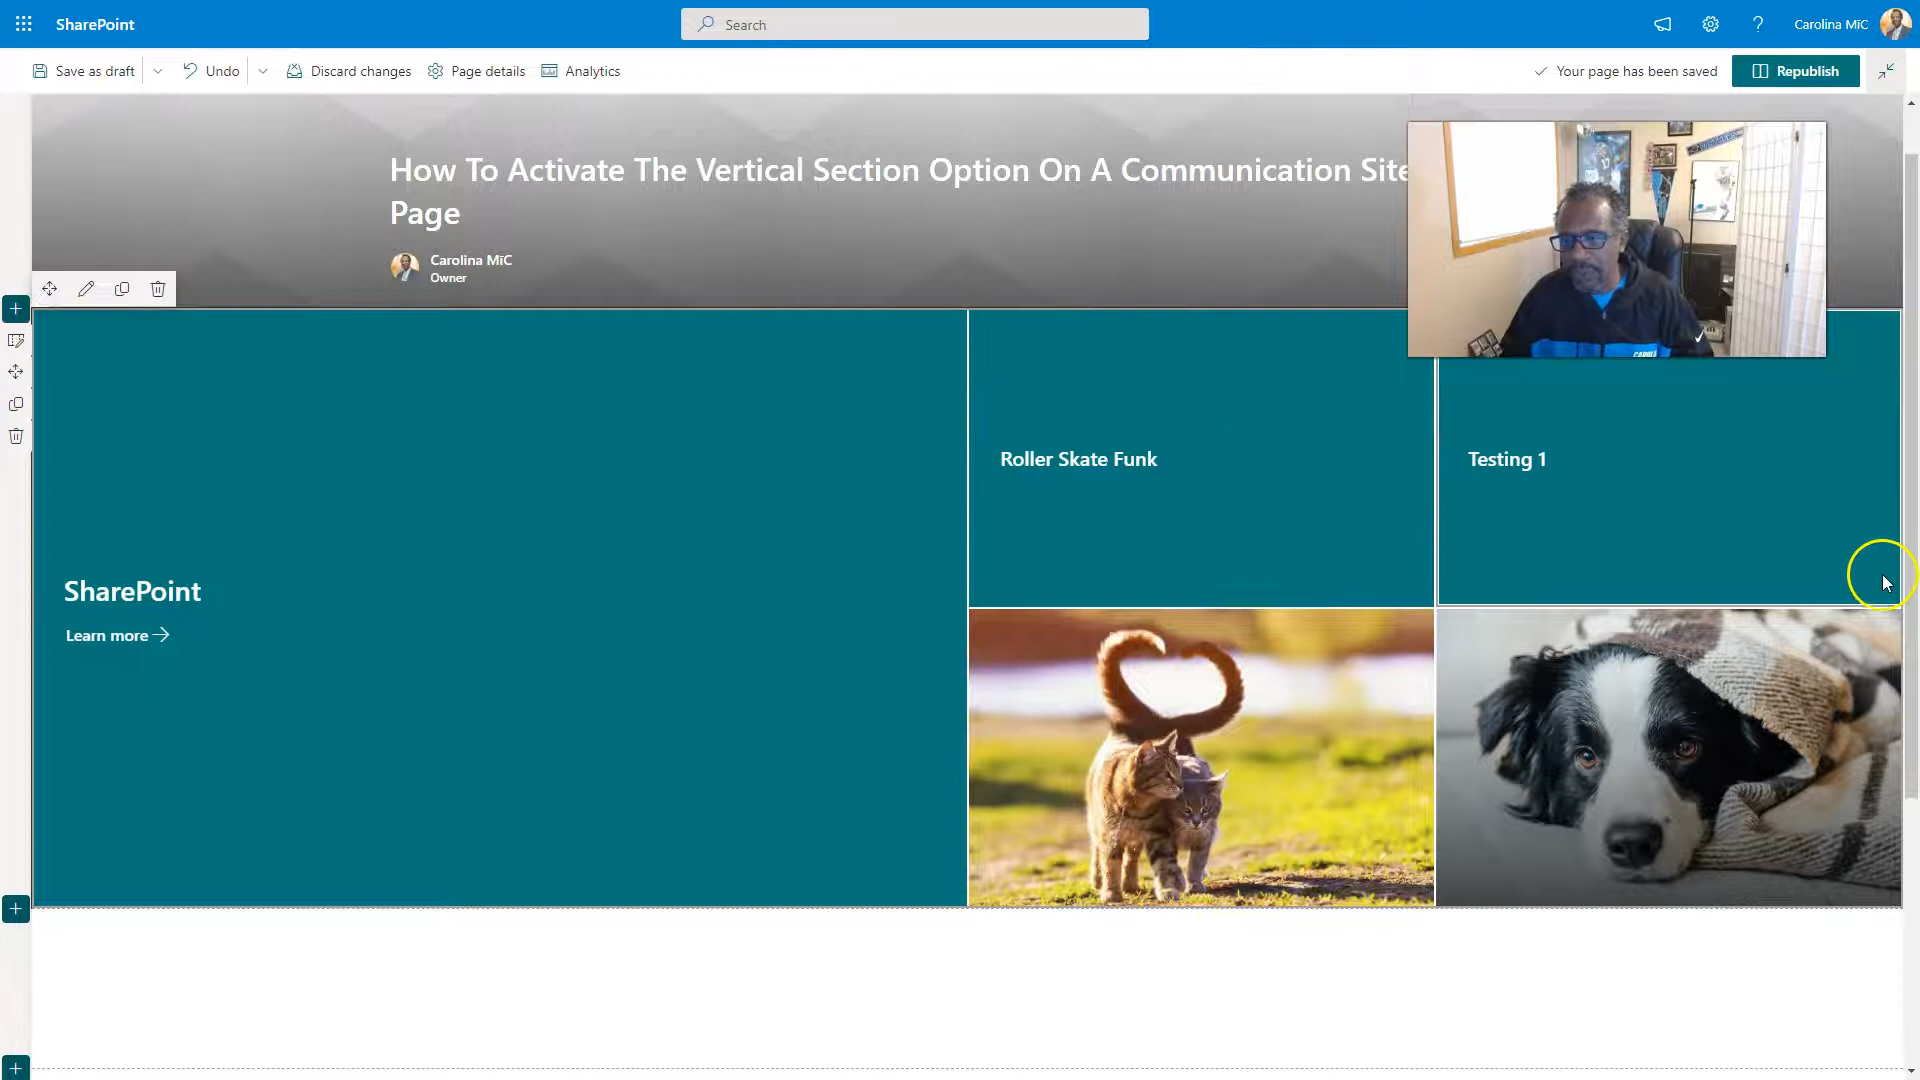 SharePoint
Search
Carolina MïC
Save as draft
Undo
Discard changes
Page details
Analytics
Your page has been saved
Republish
How To Activate The Vertical Section Option On A Communication Site
Page
Carolina MïC
Owner
Roller Skate Funk
Testing 1
SharePoint
Learn more